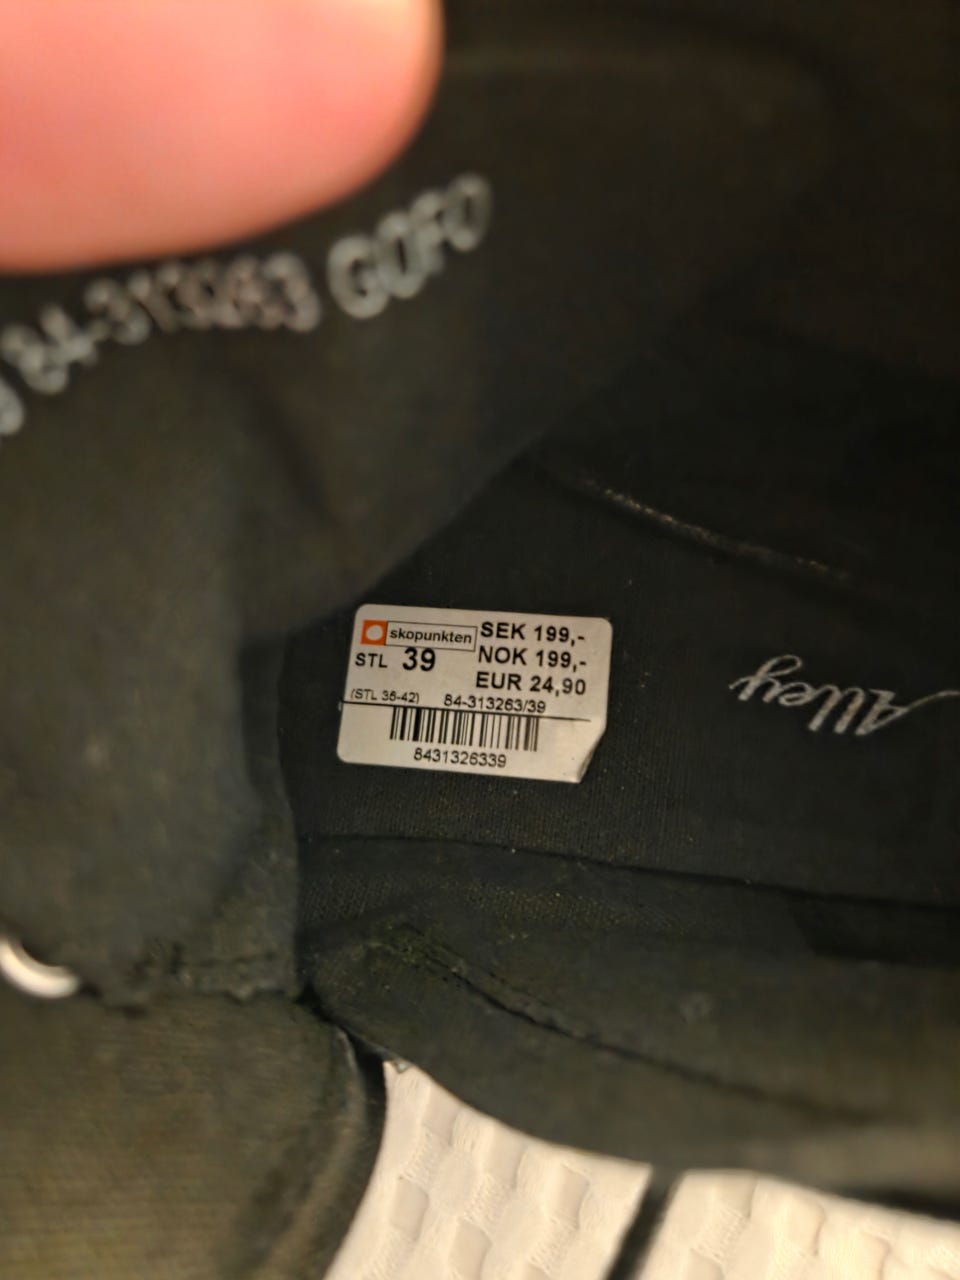 84-313263 GOFO
skopunkten
SEK 199,-
STL 39
NOK 199,-
EUR 24,90
(STL 36-42) 84-313263/39
8431326339
Alley